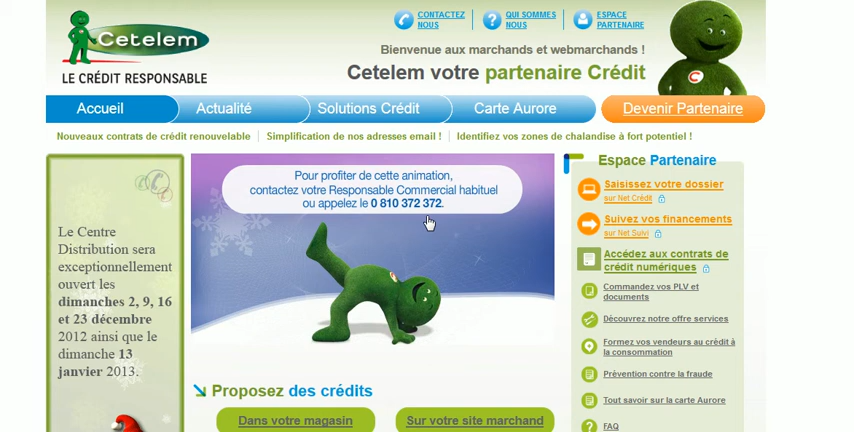 Cetelem
LE CRÉDIT RESPONSABLE
CONTACTEZ
NOUS
QUI SOMMES
NOUS
ESPACE
PARTENAIRE
Bienvenue aux marchands et webmarchands !
Cetelem votre partenaire Crédit
Accueil
Actualité
Solutions Crédit
Carte Aurore
Devenir Partenaire
Nouveaux contrats de crédit renouvelable
Simplification de nos adresses email !
Identifiez vos zones de chalandise à fort potentiel !
Le Centre
Distribution sera
exceptionnellement
ouvert les
dimanches 2, 9, 16
et 23 décembre
2012 ainsi que le
dimanche 13
janvier 2013.
Pour profiter de cette animation,
contactez votre Responsable Commercial habituel
ou appelez le 0 810 372 372.
Proposez des crédits
Dans votre magasin
Sur votre site marchand
Espace Partenaire
Saisissez votre dossier
sur Net Crédit
Suivez vos financements
sur Net Suivi
Accédez aux contrats de
crédit numériques
Commandez vos PLV et
documents
Découvrez notre offre services
Formez vos vendeurs au crédit à
la consommation
Prévention contre la fraude
Tout savoir sur la carte Aurore
FAQ